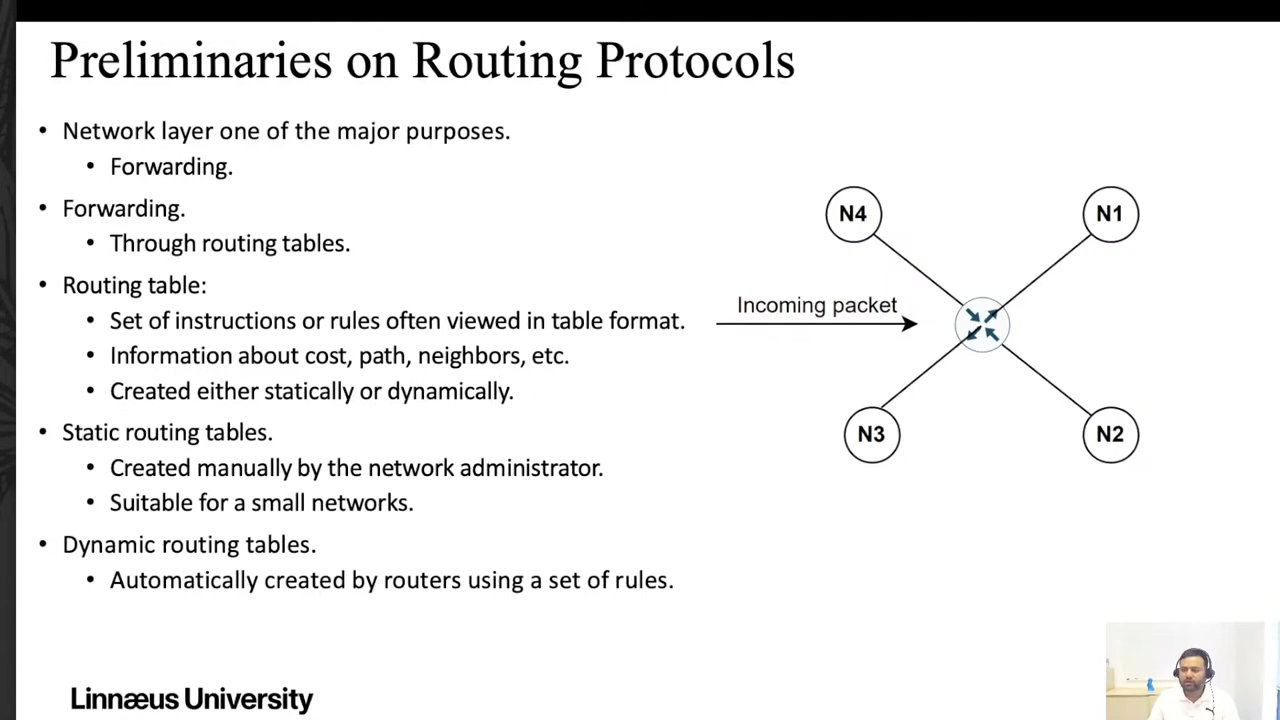 Preliminaries on Routing Protocols
• Network layer one of the major purposes.
• Forwarding.
• Forwarding.
• Through routing tables.
• Routing table:
• Set of instructions or rules often viewed in table format.
• Information about cost, path, neighbors, etc.
• Created either statically or dynamically.
• Static routing tables.
• Created manually by the network administrator.
• Suitable for a small networks.
• Dynamic routing tables.
• Automatically created by routers using a set of rules.
N4
N1
Incoming packet
N3
N2
Linnæus University